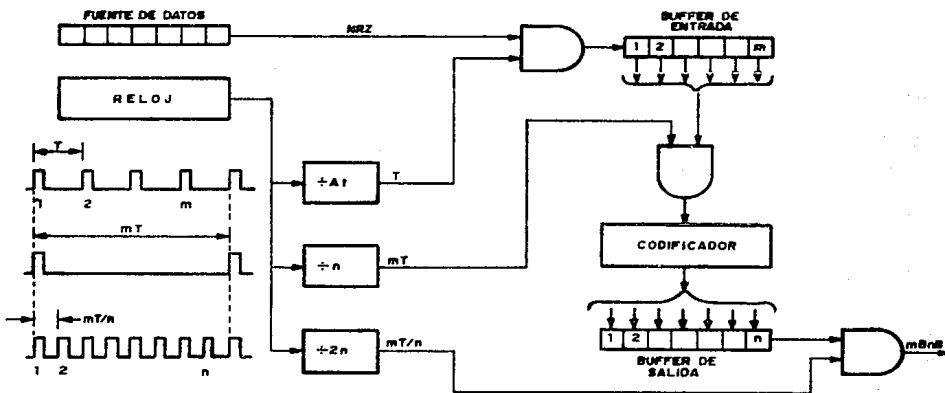 FUENTE DE DATOS
NRZ
BUFFER DE
ENTRADA
1 2 m
RELOJ
T
1 2 m
÷At
T
mT
÷n
mT
CODIFICADOR
mT/n
1 2 n
÷2n
mT/n
1 2 n
BUFFER DE
SALIDA
mBnB